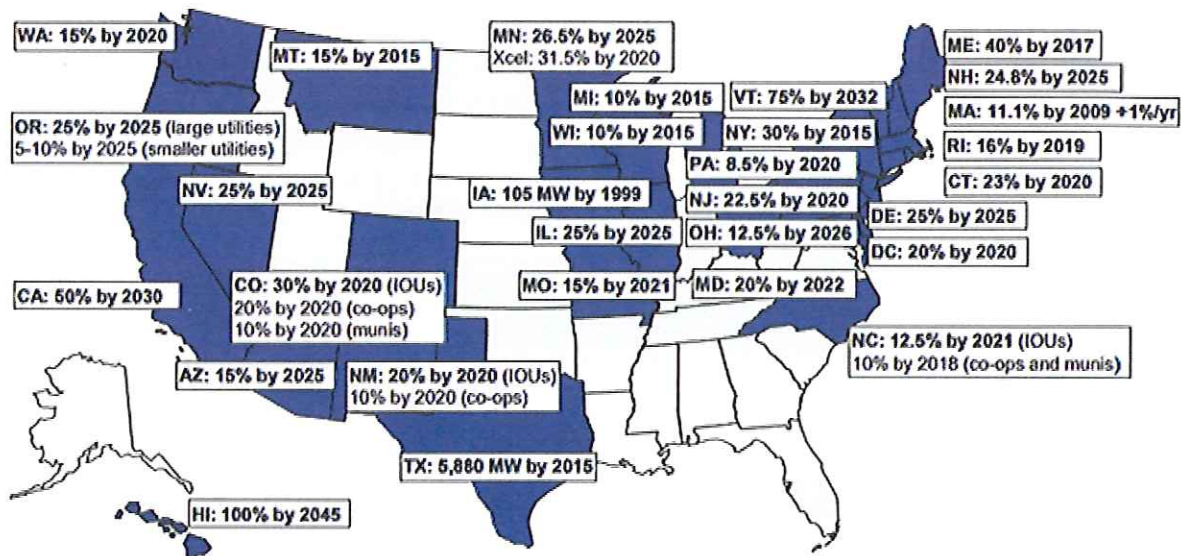 WA: 15% by 2020
MT: 15% by 2015
MN: 26.5% by 2025
Xcel: 31.5% by 2020
ME: 40% by 2017
NH: 24.8% by 2025
MI: 10% by 2015
VT: 75% by 2032
MA: 11.1% by 2009 +1%/yr
OR: 25% by 2025 (large utilities)
5-10% by 2025 (smaller utilities)
WI: 10% by 2015
NY: 30% by 2015
RI: 16% by 2019
PA: 8.5% by 2020
CT: 23% by 2020
NV: 25% by 2025
IA: 105 MW by 1999
NJ: 22.5% by 2020
DE: 25% by 2025
IL: 25% by 2025
OH: 12.5% by 2026
DC: 20% by 2020
CA: 50% by 2030
CO: 30% by 2020 (IOUs)
20% by 2020 (co-ops)
10% by 2020 (munis)
MO: 15% by 2021
MD: 20% by 2022
NC: 12.5% by 2021 (IOUs)
10% by 2018 (co-ops and munis)
AZ: 15% by 2025
NM: 20% by 2020 (IOUs)
10% by 2020 (co-ops)
TX: 5,880 MW by 2015
HI: 100% by 2045